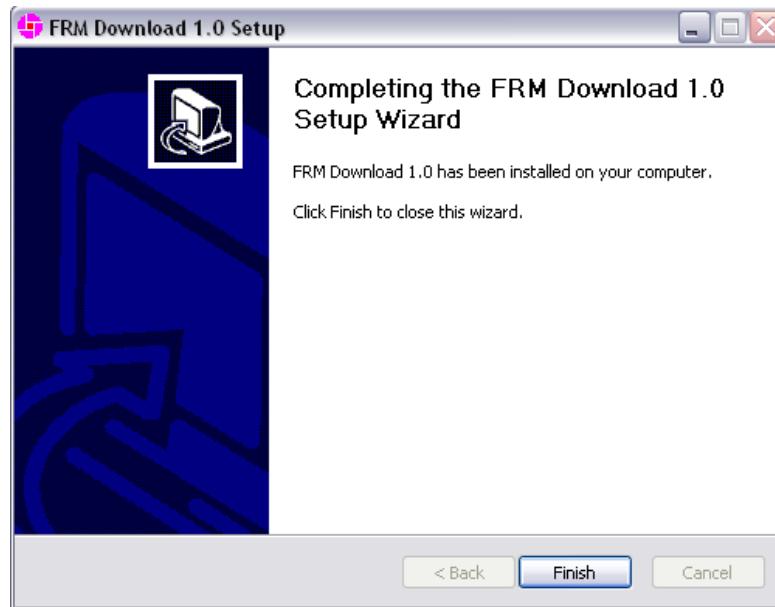 FRM Download 1.0 Setup
Completing the FRM Download 1.0
Setup Wizard
FRM Download 1.0 has been installed on your computer.
Click Finish to close this wizard.
< Back
Finish
Cancel